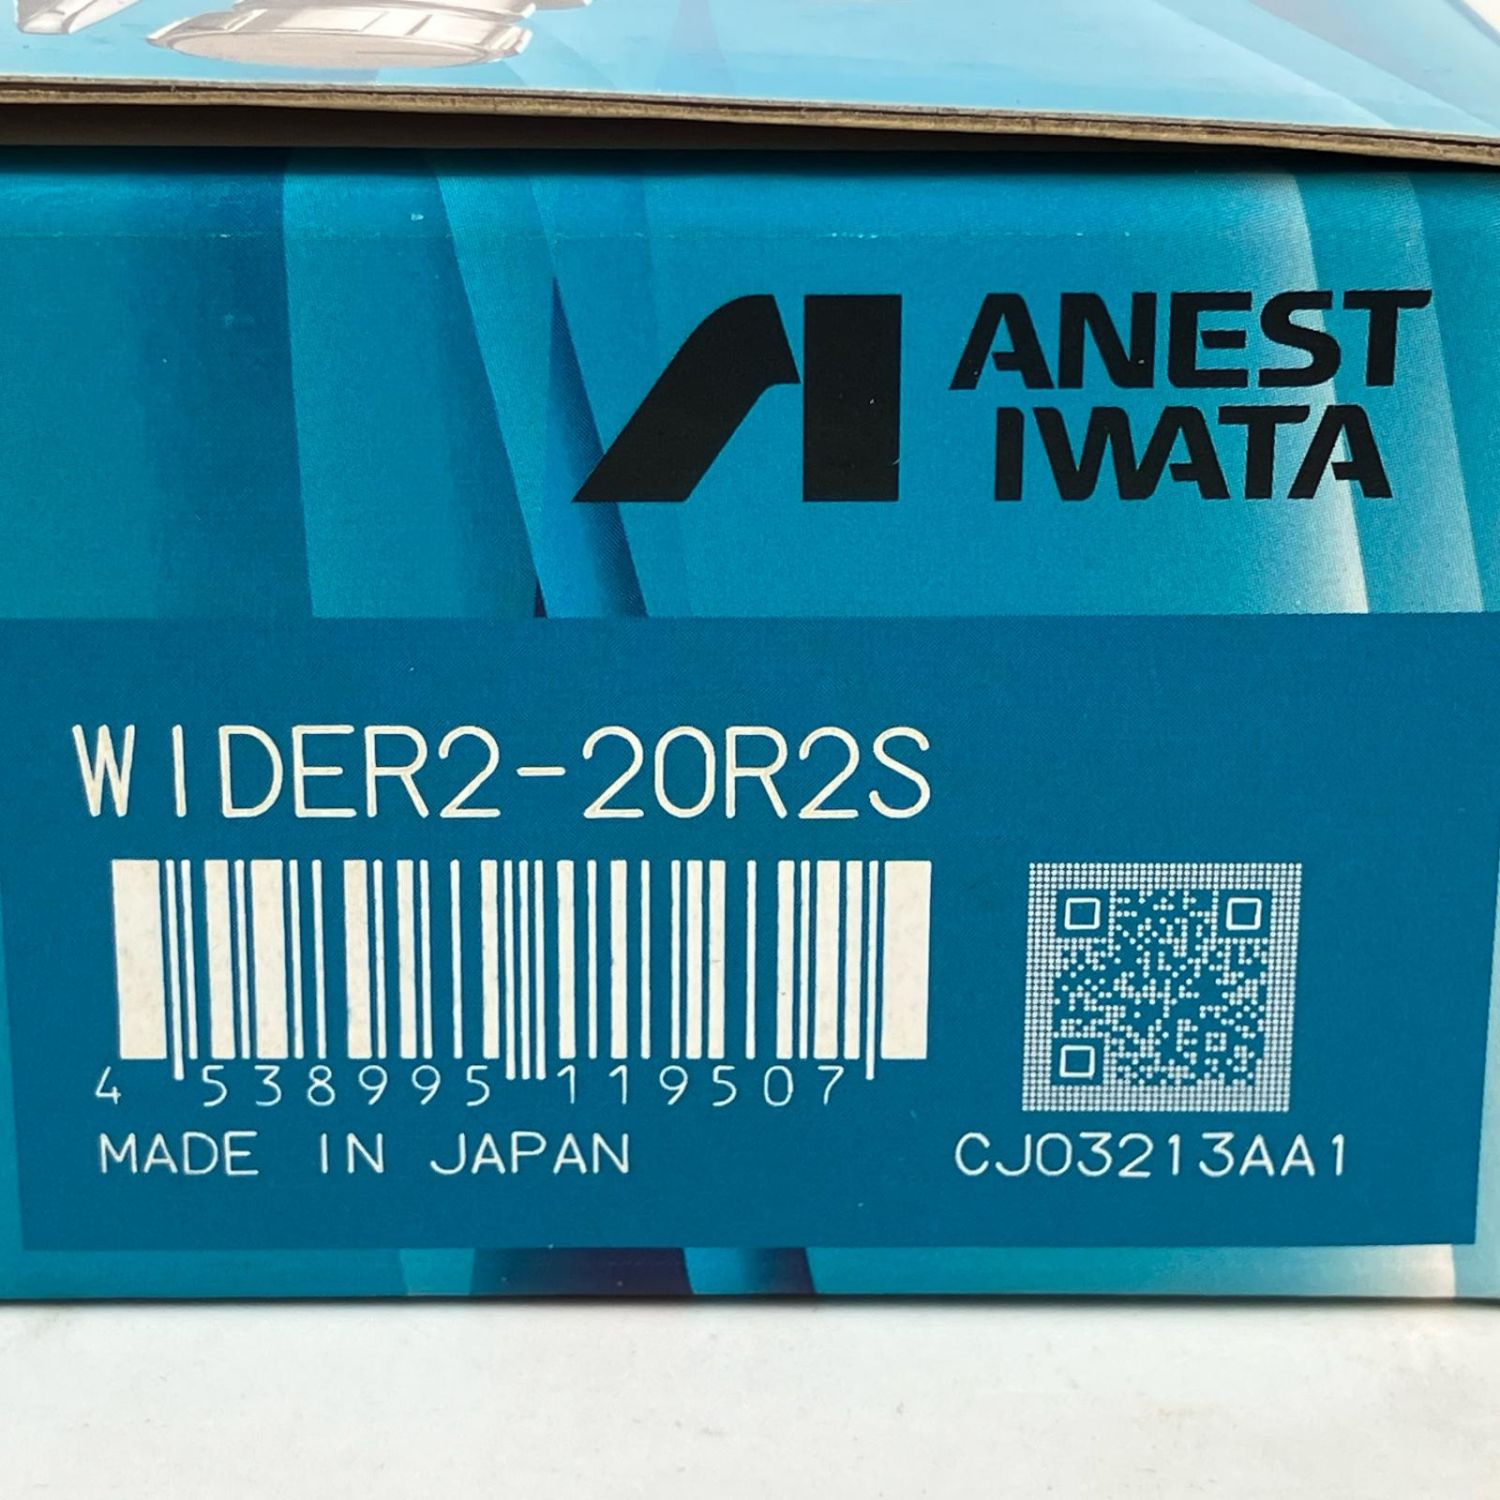 ANEST
IWATA
WIDER2-20R2S
4 538995 119507
MADE IN JAPAN
CJ03213AA1